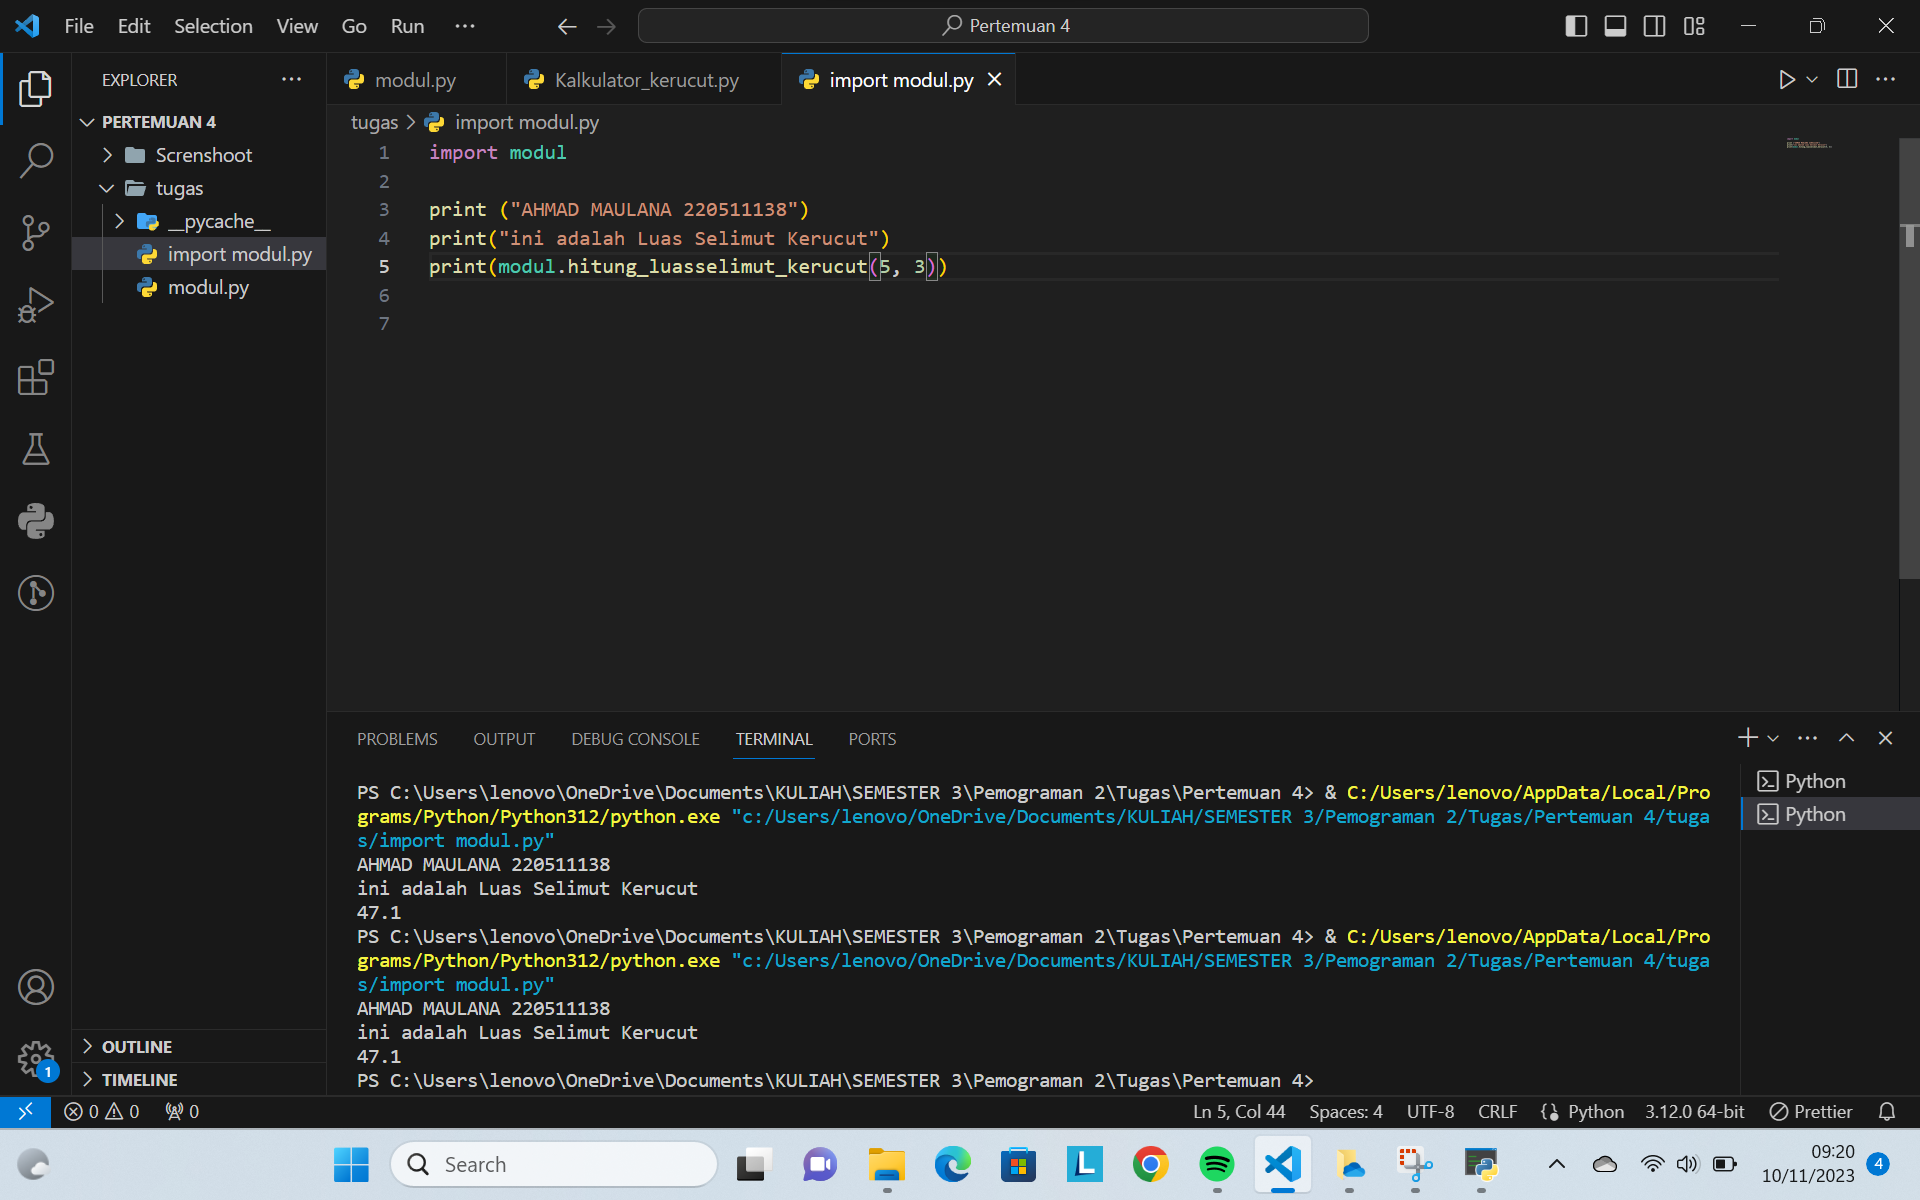 File Edit Selection View Go Run ···
Pertemuan 4
EXPLORER ···
modul.py
Kalkulator_kerucut.py
import modul.py
PERTEMUAN 4
Screnshoot
tugas
__pycache__
import modul.py
modul.py
OUTLINE
TIMELINE
tugas > import modul.py
1 import modul
2
3 print ("AHMAD MAULANA 220511138")
4 print("ini adalah Luas Selimut Kerucut")
5 print(modul.hitung_luasselimut_kerucut(5, 3))
6
7
PROBLEMS OUTPUT DEBUG CONSOLE TERMINAL PORTS
PS C:\Users\lenovo\OneDrive\Documents\KULIAH\SEMESTER 3\Pemograman 2\Tugas\Pertemuan 4> & C:/Users/lenovo/AppData/Local/Pro
grams/Python/Python312/python.exe "c:/Users/lenovo/OneDrive/Documents/KULIAH/SEMESTER 3/Pemograman 2/Tugas/Pertemuan 4/tuga
s/import modul.py"
AHMAD MAULANA 220511138
ini adalah Luas Selimut Kerucut
47.1
PS C:\Users\lenovo\OneDrive\Documents\KULIAH\SEMESTER 3\Pemograman 2\Tugas\Pertemuan 4> & C:/Users/lenovo/AppData/Local/Pro
grams/Python/Python312/python.exe "c:/Users/lenovo/OneDrive/Documents/KULIAH/SEMESTER 3/Pemograman 2/Tugas/Pertemuan 4/tuga
s/import modul.py"
AHMAD MAULANA 220511138
ini adalah Luas Selimut Kerucut
47.1
PS C:\Users\lenovo\OneDrive\Documents\KULIAH\SEMESTER 3\Pemograman 2\Tugas\Pertemuan 4>
Python
Python
1
0 0 0
Ln 5, Col 44 Spaces: 4 UTF-8 CRLF Python 3.12.0 64-bit Prettier
Search
L
09:20
10/11/2023
4